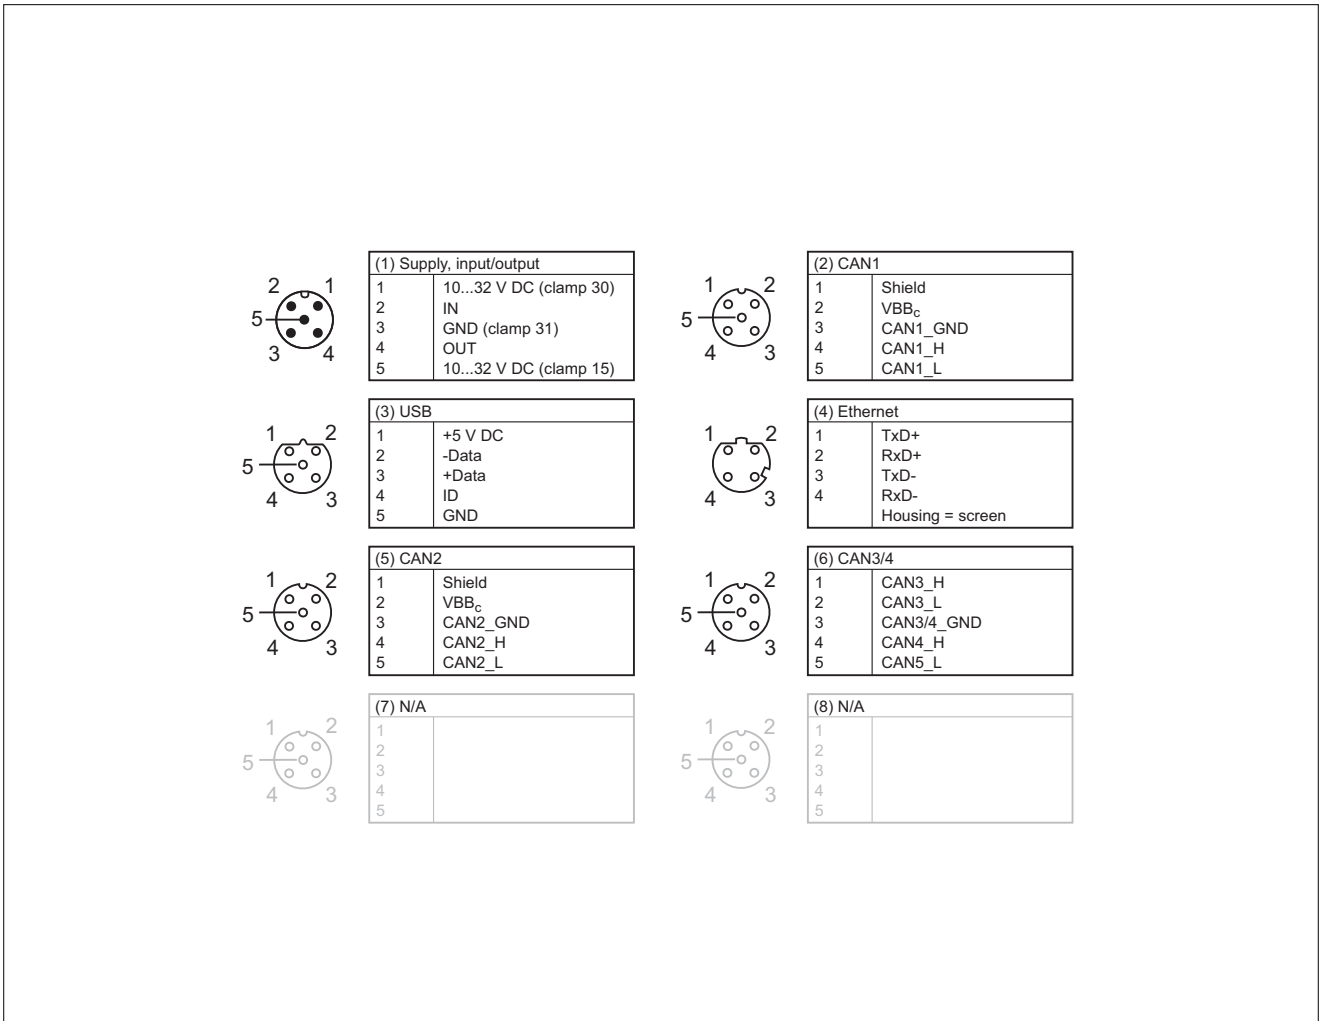 (1) Supply, input/output
2 1
5
3 4
1 10...32 V DC (clamp 30)
2 IN
3 GND (clamp 31)
4 OUT
5 10...32 V DC (clamp 15)
(2) CAN1
1 2
5
4 3
1 Shield
2 VBBc
3 CAN1_GND
4 CAN1_H
5 CAN1_L
(3) USB
1 2
5
4 3
1 +5 V DC
2 -Data
3 +Data
4 ID
5 GND
(4) Ethernet
1 2
4 3
1 TxD+
2 RxD+
3 TxD-
4 RxD-
Housing = screen
(5) CAN2
1 2
5
4 3
1 Shield
2 VBBc
3 CAN2_GND
4 CAN2_H
5 CAN2_L
(6) CAN3/4
1 2
5
4 3
1 CAN3_H
2 CAN3_L
3 CAN3/4_GND
4 CAN4_H
5 CAN5_L
(7) N/A
1 2
5
4 3
1
2
3
4
5
(8) N/A
1 2
5
4 3
1
2
3
4
5